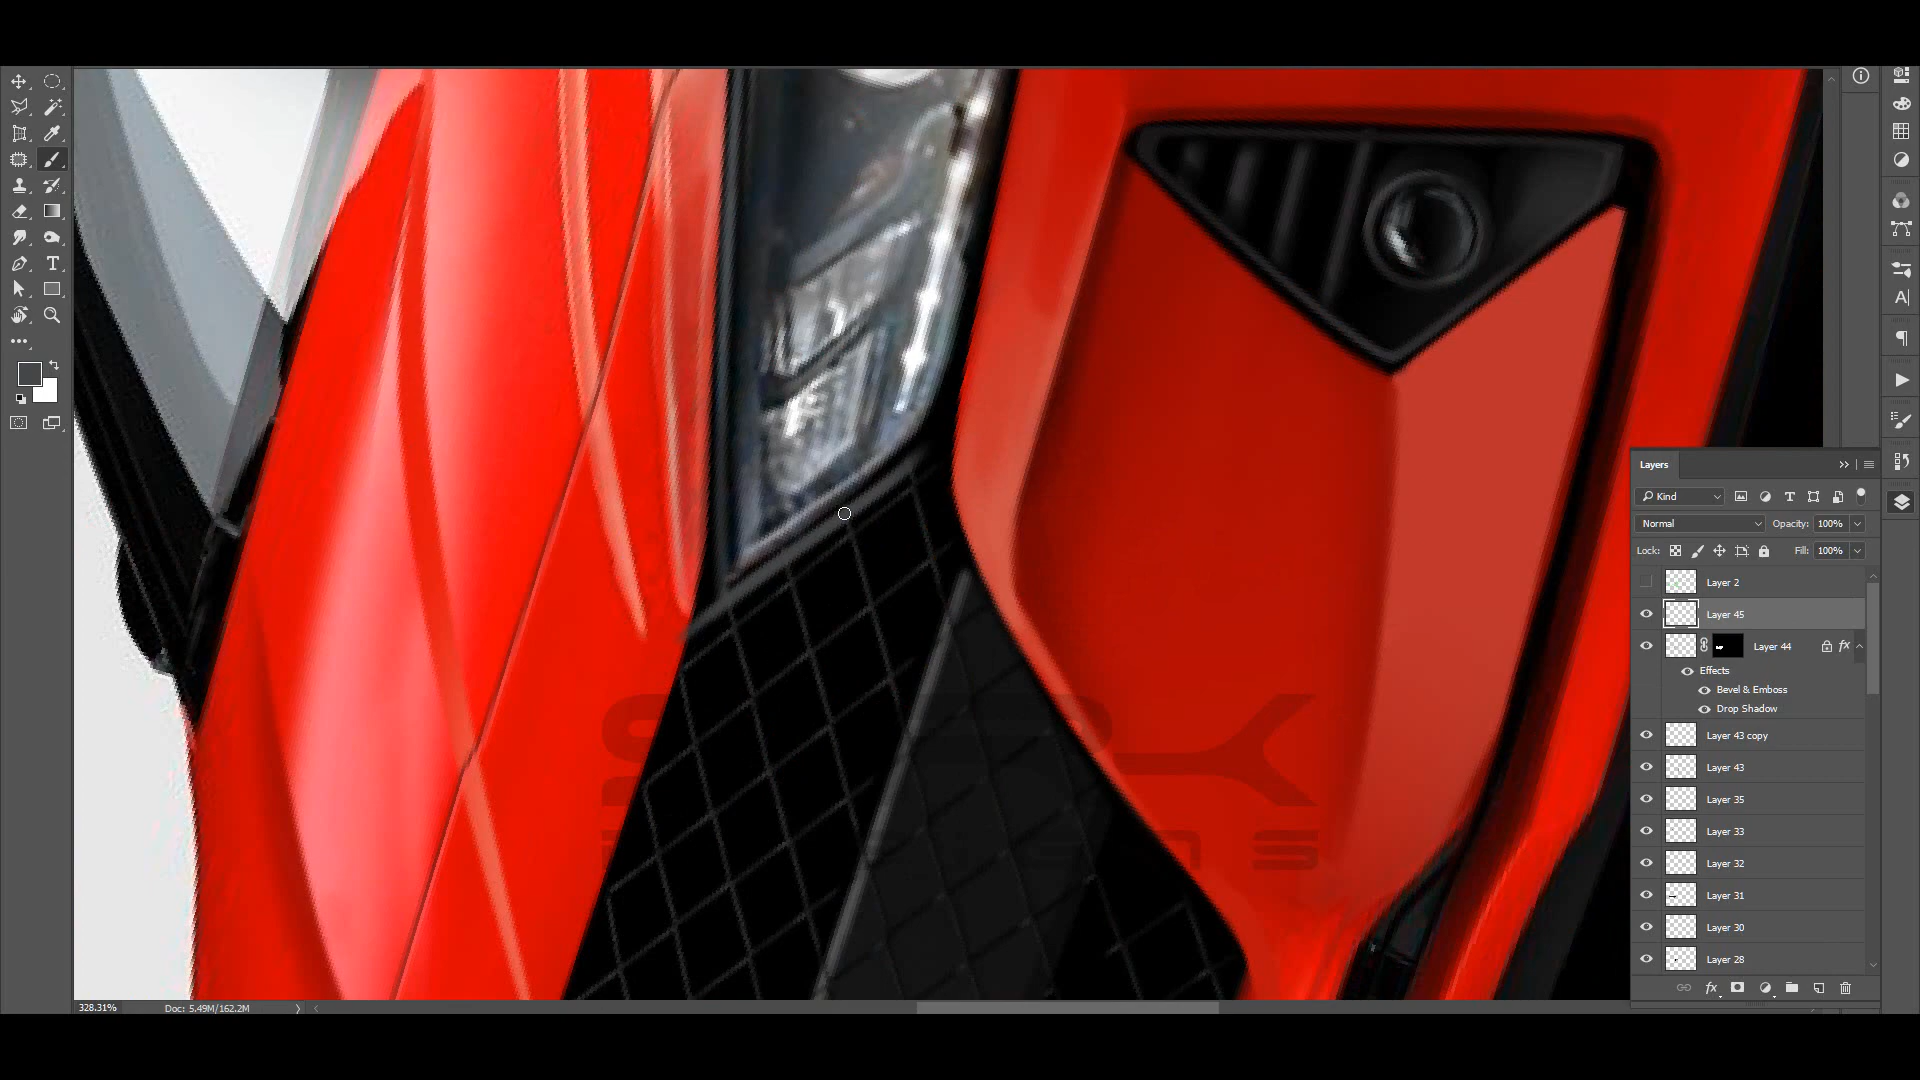 Layers
Kind
Normal Opacity: 100%
Lock: Fill: 100%
Layer 2
Layer 45
Layer 44 fx
Effects
Bevel & Emboss
Drop Shadow
Layer 43 copy
Layer 43
Layer 35
Layer 33
Layer 32
Layer 31
Layer 30
Layer 28
fx
328.31% Doc: 5.49M/162.2M